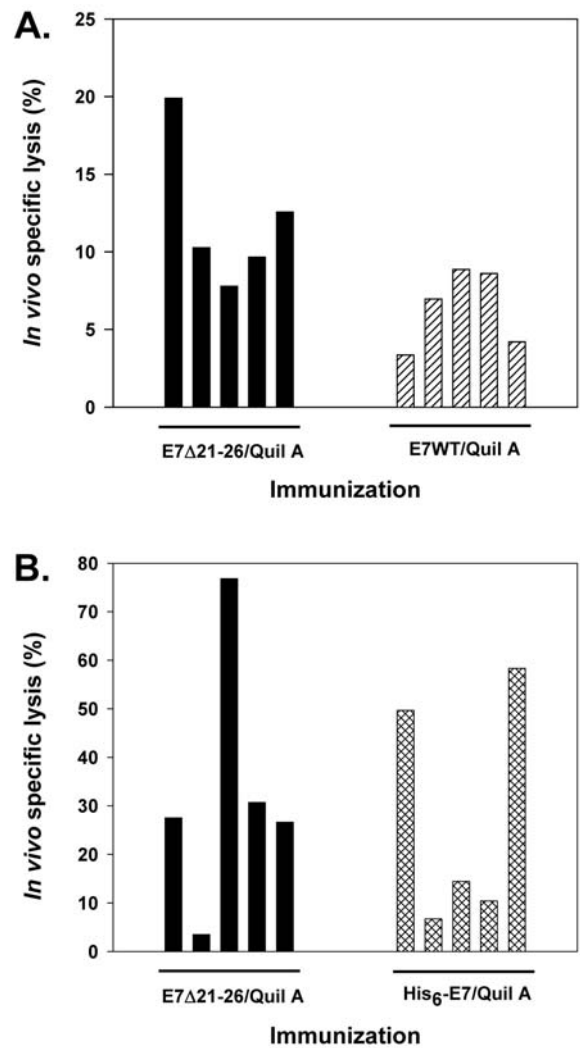 A.
In vivo specific lysis (%)
25
20
15
10
5
0
E7Δ21-26/Quil A
E7WT/Quil A
Immunization
B.
In vivo specific lysis (%)
80
70
60
50
40
30
20
10
0
E7Δ21-26/Quil A
His₆-E7/Quil A
Immunization